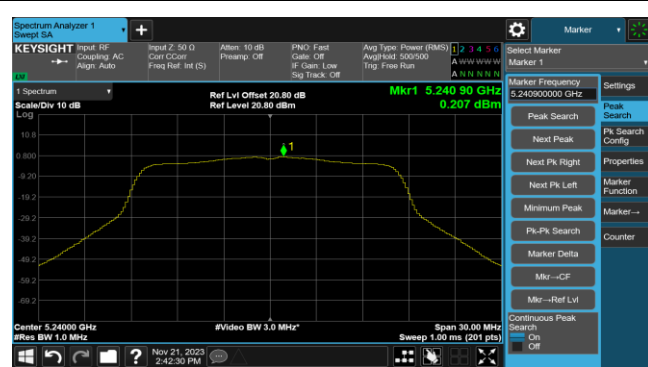 Spectrum Analyzer 1
Swept SA
Marker
KEYSIGHT
Input: RF
Coupling: AC
Align: Auto
Input Z: 50 Ω
Corr CCorr
Freq Ref: Int (S)
Atten: 10 dB
Preamp: Off
PNO: Fast
Gate: Off
IF Gain: Low
Sig Track: Off
Avg Type: Power (RMS)
Avg|Hold: 500/500
Trig: Free Run
1 2 3 4 5 6
A W W W W W
A N N N N N
LV
Select Marker
Marker 1
1 Spectrum
Scale/Div 10 dB
Log
Ref Lvl Offset 20.80 dB
Ref Level 20.80 dBm
Mkr1 5.240 90 GHz
0.207 dBm
10.8
0.800
-9.20
-19.2
-29.2
-39.2
-49.2
-59.2
-69.2
1
Center 5.24000 GHz
#Res BW 1.0 MHz
#Video BW 3.0 MHz*
Span 30.00 MHz
Sweep 1.00 ms (201 pts)
Marker Frequency
5.240900000 GHz
Peak Search
Next Peak
Next Pk Right
Next Pk Left
Minimum Peak
Pk-Pk Search
Marker Delta
Mkr→CF
Mkr→Ref Lvl
Continuous Peak
Search
On
Off
Settings
Peak
Search
Pk Search
Config
Properties
Marker
Function
Marker→
Counter
?
Nov 21, 2023
2:42:30 PM